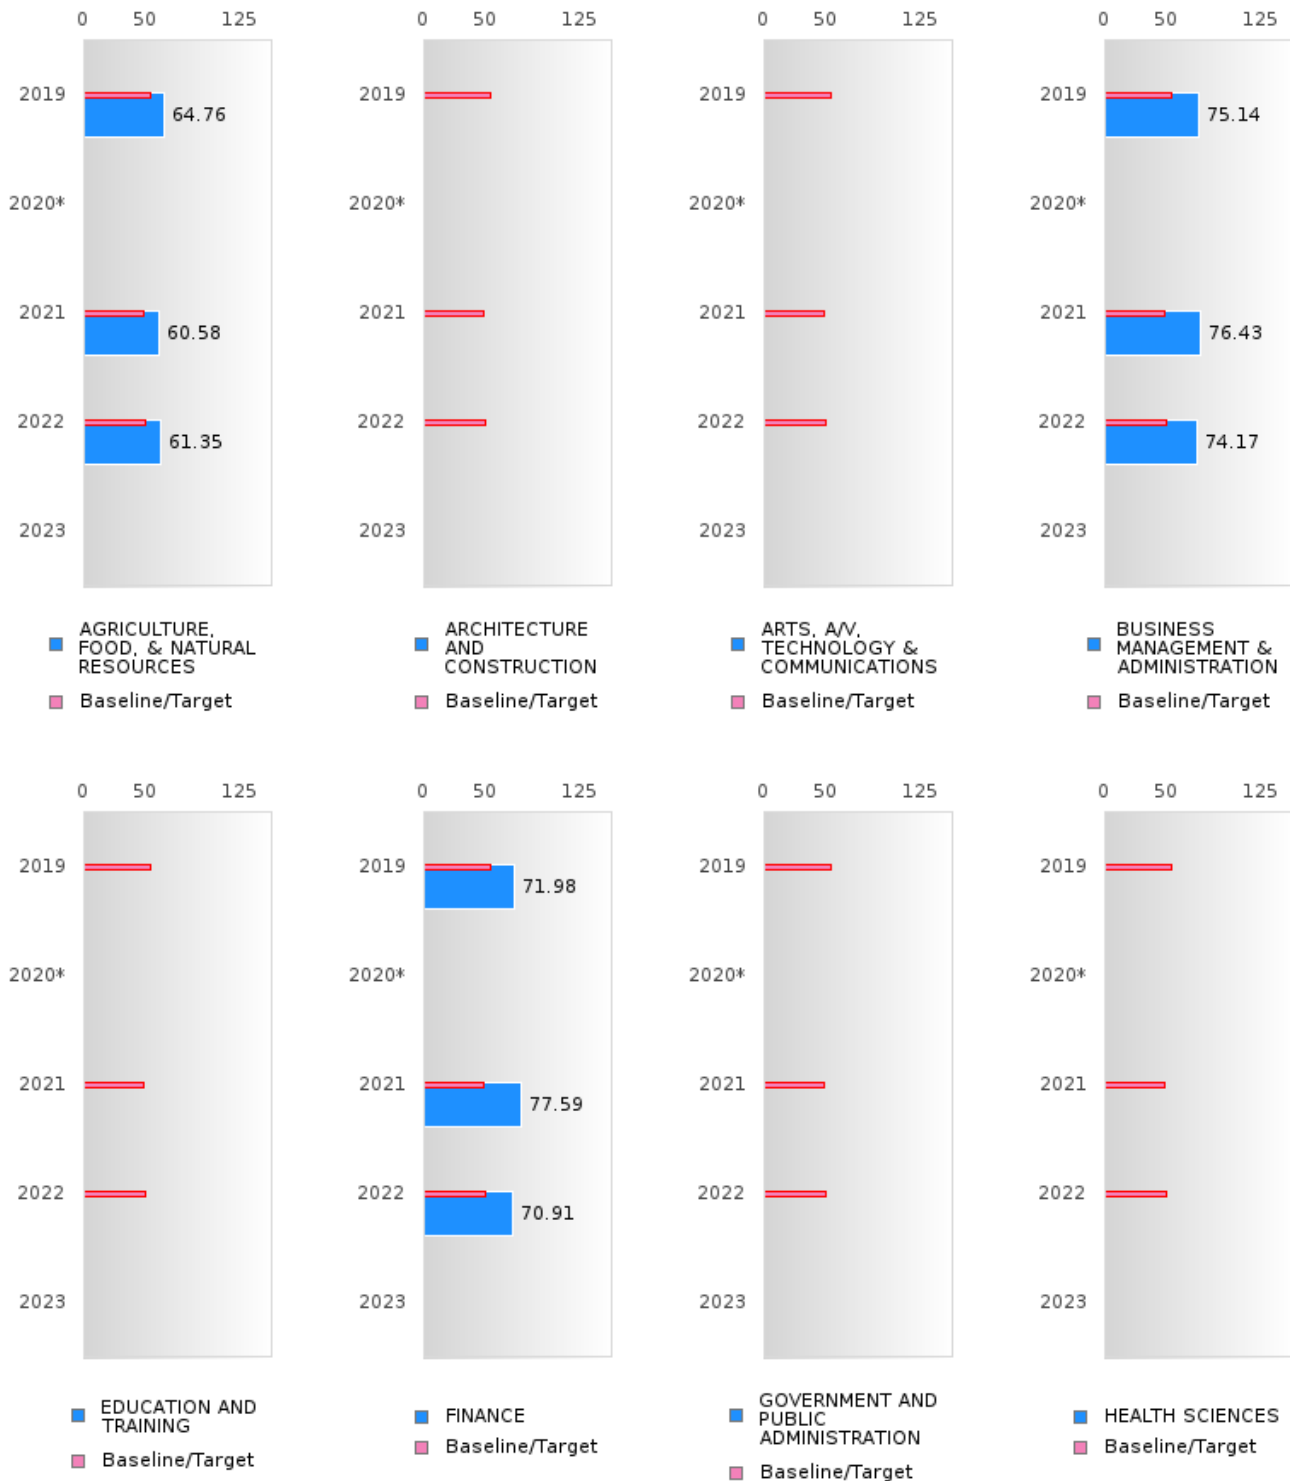 0 50 125
0 50 125
0 50 125
0 50 125
2019
64.76
2020*
2021
60.58
2022
61.35
2023
2019
2020*
2021
2022
2023
2019
2020*
2021
2022
2023
2019
75.14
2020*
2021
76.43
2022
74.17
2023
AGRICULTURE,
FOOD, & NATURAL
RESOURCES
Baseline/Target
ARCHITECTURE
AND
CONSTRUCTION
Baseline/Target
ARTS, A/V,
TECHNOLOGY &
COMMUNICATIONS
Baseline/Target
BUSINESS
MANAGEMENT &
ADMINISTRATION
Baseline/Target
0 50 125
0 50 125
0 50 125
0 50 125
2019
2020*
2021
2022
2023
2019
71.98
2020*
2021
77.59
2022
70.91
2023
2019
2020*
2021
2022
2023
2019
2020*
2021
2022
2023
EDUCATION AND
TRAINING
Baseline/Target
FINANCE
Baseline/Target
GOVERNMENT AND
PUBLIC
ADMINISTRATION
Baseline/Target
HEALTH SCIENCES
Baseline/Target